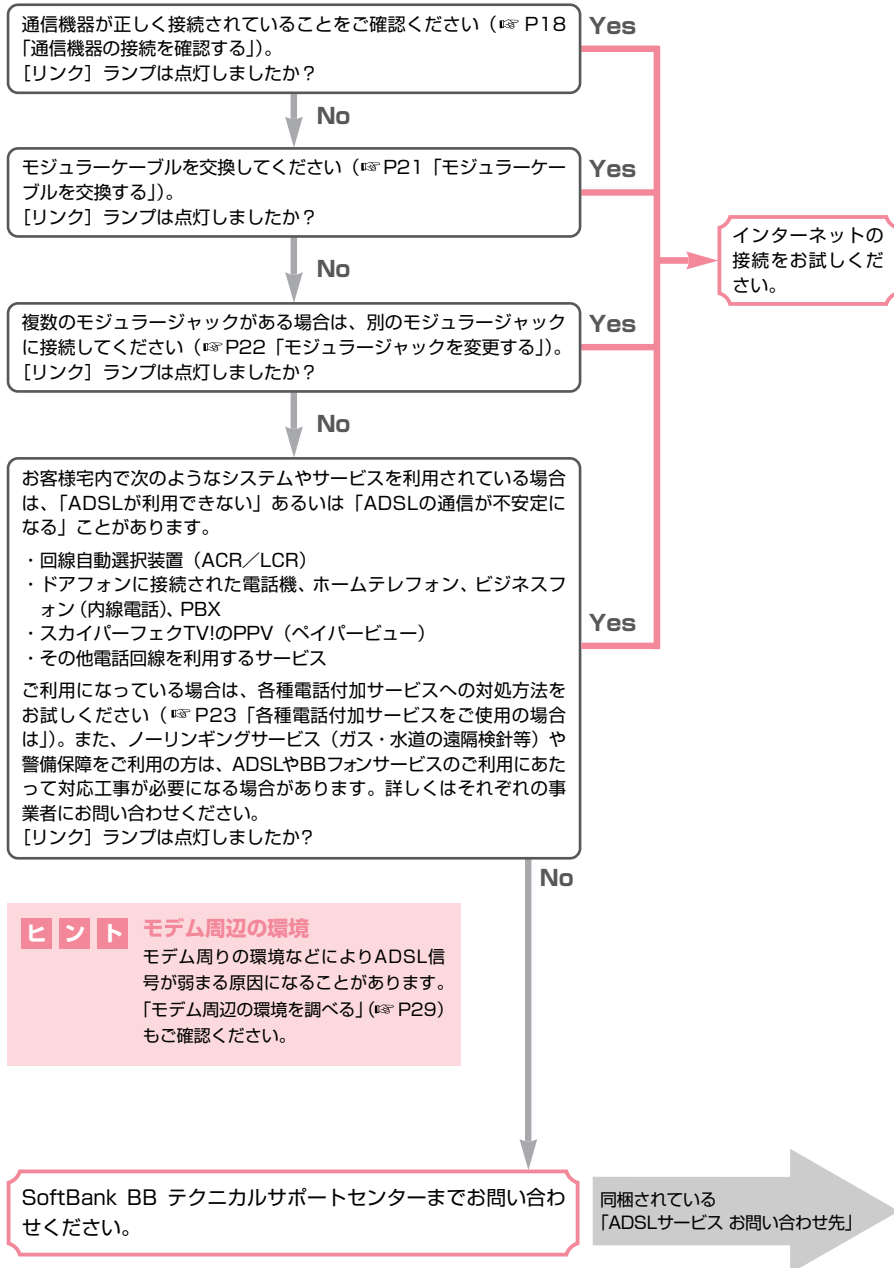 通信機器が正しく接続されていることをご確認ください（☞ P18
「通信機器の接続を確認する」）。
［リンク］ランプは点灯しましたか？
Yes
No
モジュラーケーブルを交換してください（☞ P21「モジュラーケー
ブルを交換する」）。
［リンク］ランプは点灯しましたか？
Yes
インターネットの
接続をお試しくだ
さい。
No
複数のモジュラージャックがある場合は、別のモジュラージャック
に接続してください（☞P22「モジュラージャックを変更する」）。
［リンク］ランプは点灯しましたか？
Yes
No
お客様宅内で次のようなシステムやサービスを利用されている場合
は、「ADSLが利用できない」あるいは「ADSLの通信が不安定に
なる」ことがあります。
・回線自動選択装置（ACR／LCR）
・ドアフォンに接続された電話機、ホームテレフォン、ビジネスフ
ォン（内線電話）、PBX
・スカイパーフェクTV!のPPV（ペイパービュー）
・その他電話回線を利用するサービス
ご利用になっている場合は、各種電話付加サービスへの対処方法を
お試しください（☞ P23「各種電話付加サービスをご使用の場合
は」）。また、ノーリンギングサービス（ガス・水道の遠隔検針等）や
警備保障をご利用の方は、ADSLやBBフォンサービスのご利用にあた
って対応工事が必要になる場合があります。詳しくはそれぞれの事
業者にお問い合わせください。
［リンク］ランプは点灯しましたか？
Yes
No
ヒント モデム周辺の環境
モデム周りの環境などによりADSL信
号が弱まる原因になることがあります。
「モデム周辺の環境を調べる」（☞ P29）
もご確認ください。
SoftBank BB テクニカルサポートセンターまでお問い合わ
せください。
同梱されている
「ADSLサービス お問い合わせ先」